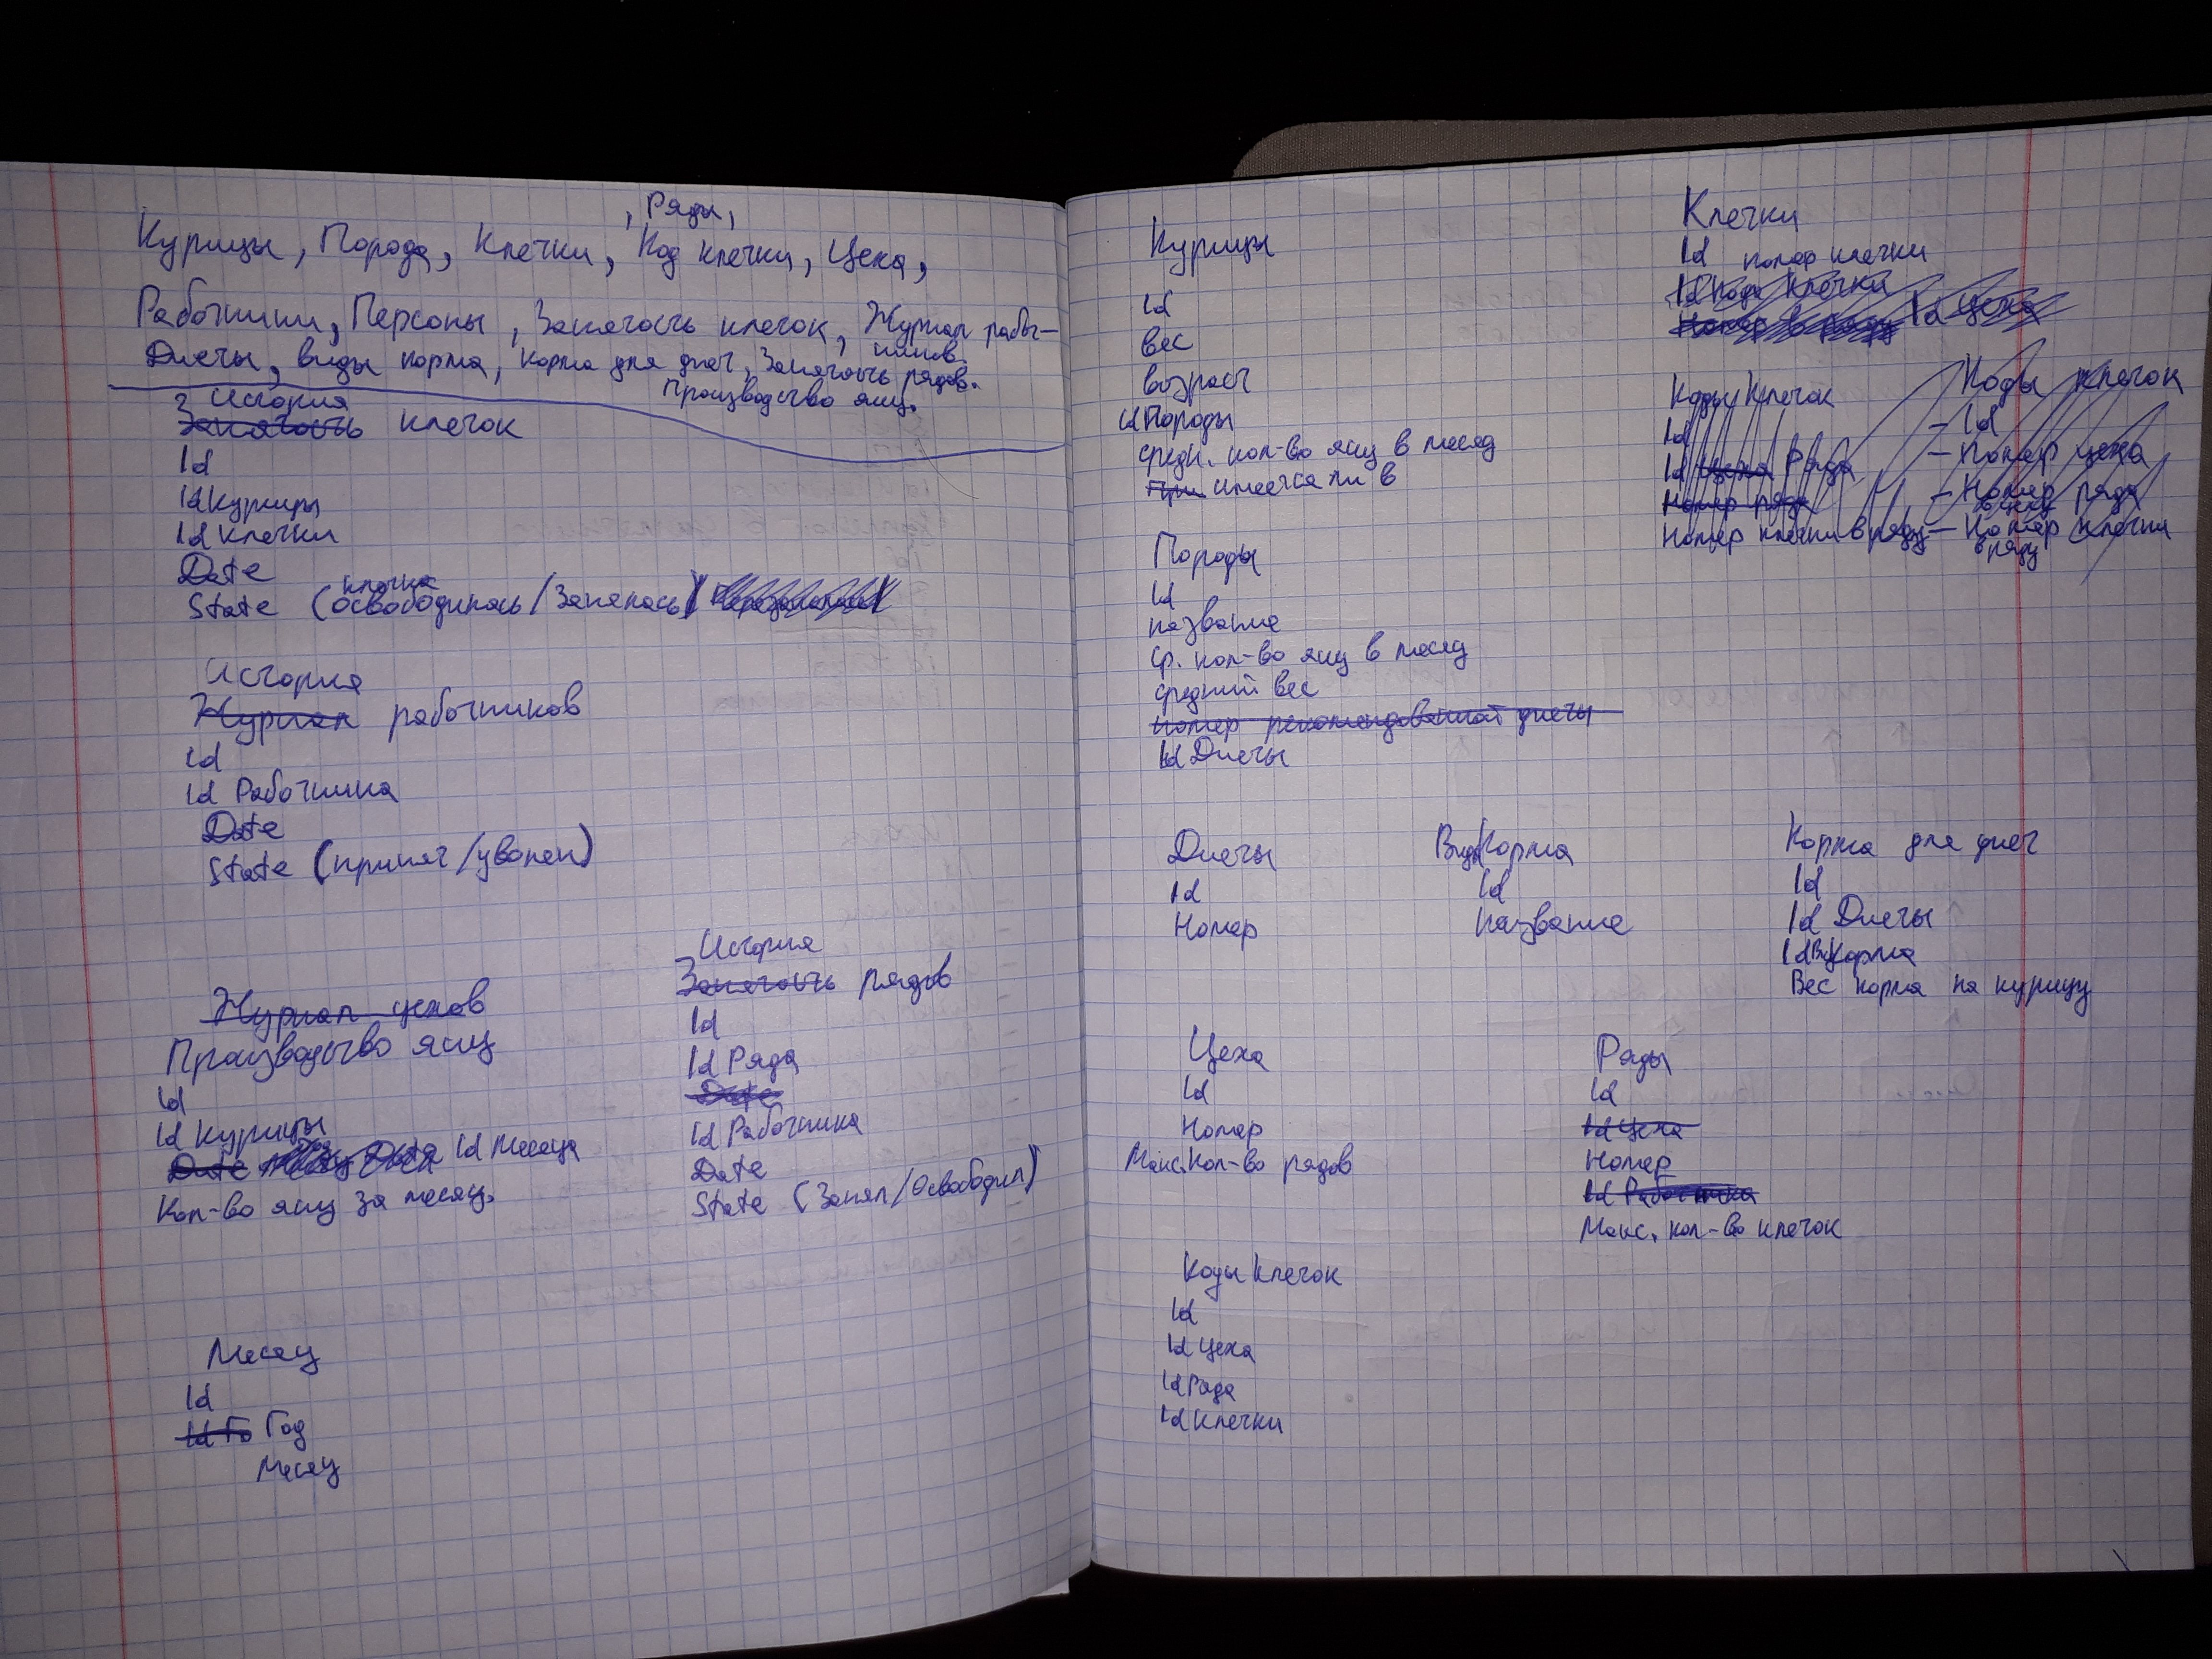 , Ряды,
Курицы, Порода, Клетки, Код клетки, Цеха,
Работники, Персоны, Занятость клеток, Журнал работ-
ников.
Диеты, виды корма, корма для диет, Занятость рядов.
Производство яиц.
История
Занятость клеток
Id
Id курицы
Id клетки
Date
клетка
State (освободилась/Занялась)
История
Журнал работников
Id
Id Работника
Date
State (принят/уволен)
Журнал цехов
Производство яиц
Id
Id курицы
Date Id месяца
Кол-во яиц за месяц.
История
Занятость рядов
Id
Id Ряда
Date
Id Работника
Date
State (Занял/Освободил)
Месяц
Id
Id Го Год
Месяц
Курицы
Id
вес
возраст
Id Породы
средн. кол-во яиц в месяц
При имеется ли в
Породы
Id
название
Ср. кол-во яиц в месяц
средний вес
номер рекомендованной диеты
Id Диеты
Клетки
Id номер клетки
Id кода клетки
Номер в ряду Id цеха
Коды Клеток
Id
Id Цеха Ряда
Номер ряда
Номер клетки в ряду
Коды клеток
- Id
- Номер цеха
- Номер ряда
- Номер клетки
в ряду
Диеты
Id
Номер
Виды Корма
Id
название
Корма для диет
Id
Id Диеты
Id Вид Корма
Вес корма на курицу
Цеха
Id
Номер
Макс. Кол-во рядов
Ряды
Id
Id Цеха
Номер
Id Работника
Макс. кол-во клеток
Коды Клеток
Id
Id Цеха
Id Ряда
Id Клетки